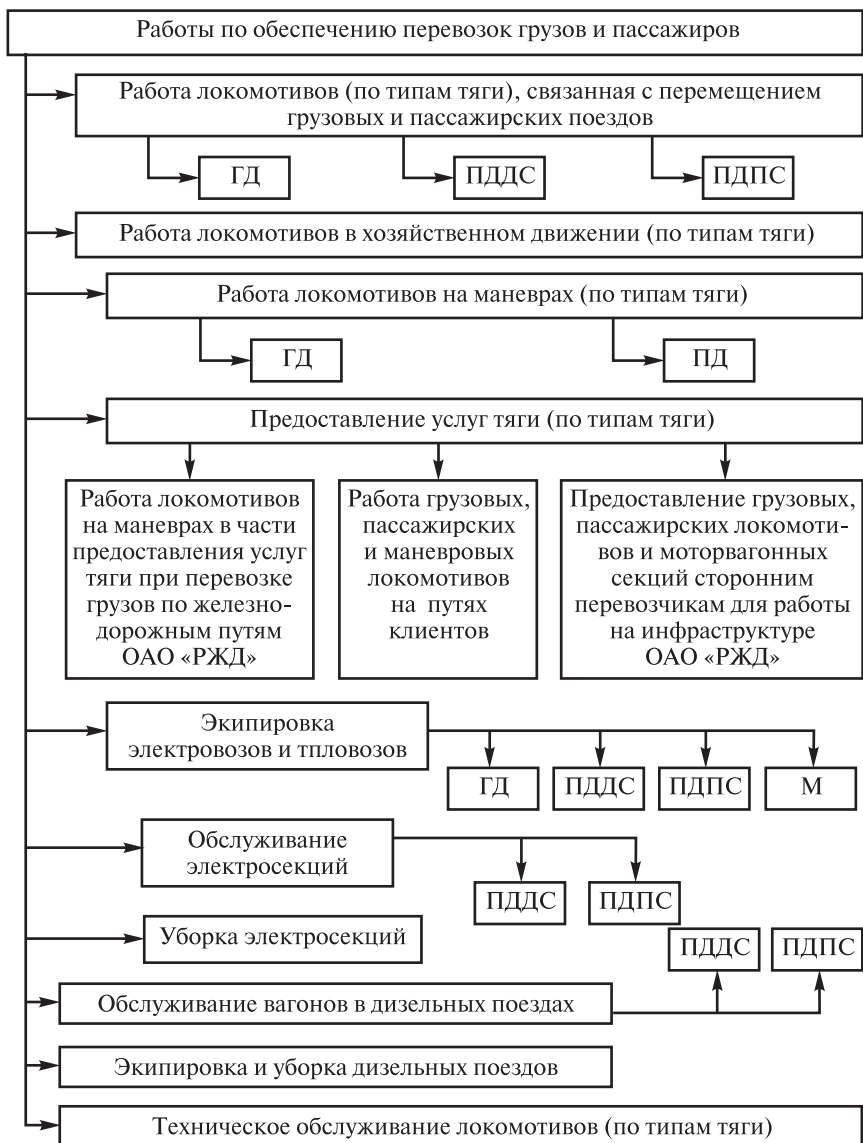 Работы по обеспечению перевозок грузов и пассажиров
Работа локомотивов (по типам тяги), связанная с перемещением
грузовых и пассажирских поездов
ГД
ПДДС
ПДПС
Работа локомотивов в хозяйственном движении (по типам тяги)
Работа локомотивов на маневрах (по типам тяги)
ГД
ПД
Предоставление услуг тяги (по типам тяги)
Работа локомотивов
на маневрах в части
предоставления услуг
тяги при перевозке
грузов по железно-
дорожным путям
ОАО «РЖД»
Работа грузовых,
пассажирских
и маневровых
локомотивов
на путях
клиентов
Предоставление грузовых,
пассажирских локомоти-
вов и моторвагонных
секций сторонним
перевозчикам для работы
на инфраструктуре
ОАО «РЖД»
Экипировка
электровозов и тпловозов
ГД
ПДДС
ПДПС
М
Обслуживание
электросекций
ПДДС
ПДПС
Уборка электросекций
ПДДС
ПДПС
Обслуживание вагонов в дизельных поездах
Экипировка и уборка дизельных поездов
Техническое обслуживание локомотивов (по типам тяги)